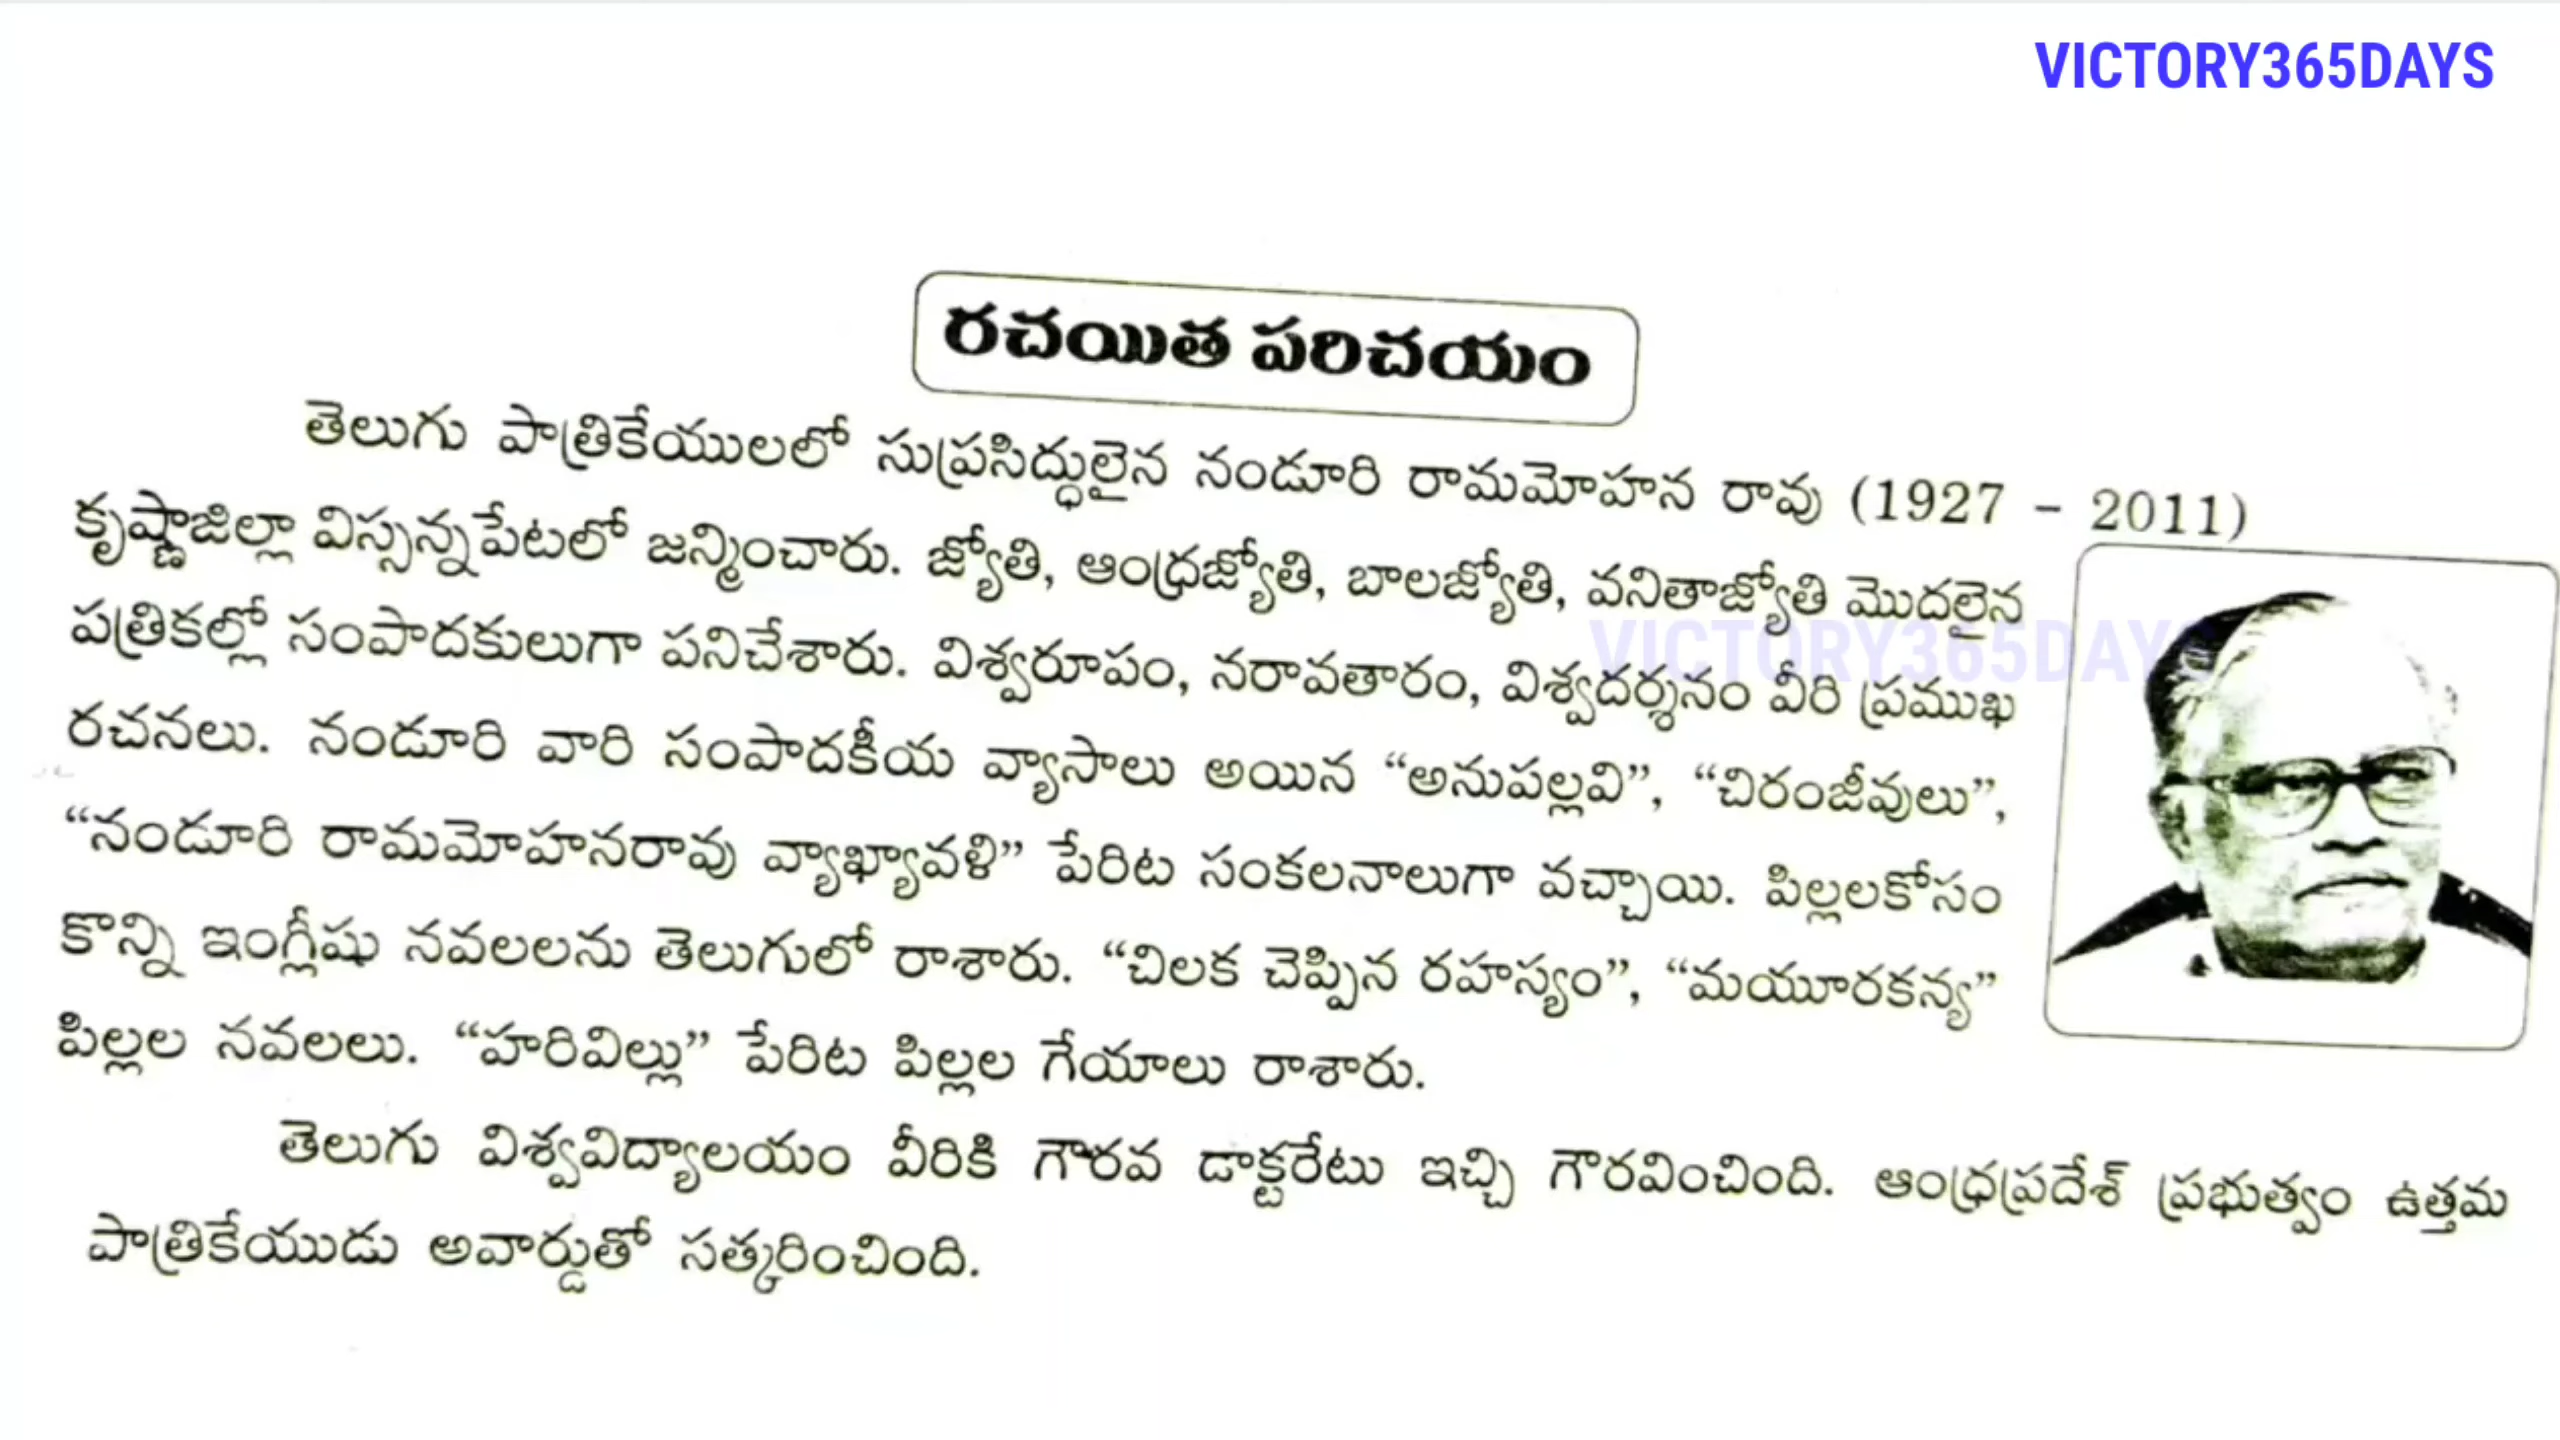 VICTORY365DAYS
రచయిత పరిచయం
తెలుగు పాత్రికేయులలో సుప్రసిద్ధులైన నండూరి రామమోహన రావు (1927 - 2011)
కృష్ణాజిల్లా విస్సన్నపేటలో జన్మించారు. జ్యోతి, ఆంధ్రజ్యోతి, బాలజ్యోతి, వనితాజ్యోతి మొదలైన
పత్రికల్లో సంపాదకులుగా పనిచేశారు. విశ్వరూపం, నరావతారం, విశ్వదర్శనం వీరి ప్రముఖ
VICTORY365DAYS
రచనలు. నండూరి వారి సంపాదకీయ వ్యాసాలు అయిన “అనుపల్లవి”, “చిరంజీవులు”,
“నండూరి రామమోహనరావు వ్యాఖ్యావళి” పేరిట సంకలనాలుగా వచ్చాయి. పిల్లలకోసం
కొన్ని ఇంగ్లీషు నవలలను తెలుగులో రాశారు. “చిలక చెప్పిన రహస్యం”, “మయూరకన్య”
పిల్లల నవలలు. “హరివిల్లు” పేరిట పిల్లల గేయాలు రాశారు.
తెలుగు విశ్వవిద్యాలయం వీరికి గౌరవ డాక్టరేటు ఇచ్చి గౌరవించింది. ఆంధ్రప్రదేశ్ ప్రభుత్వం ఉత్తమ
పాత్రికేయుడు అవార్డుతో సత్కరించింది.